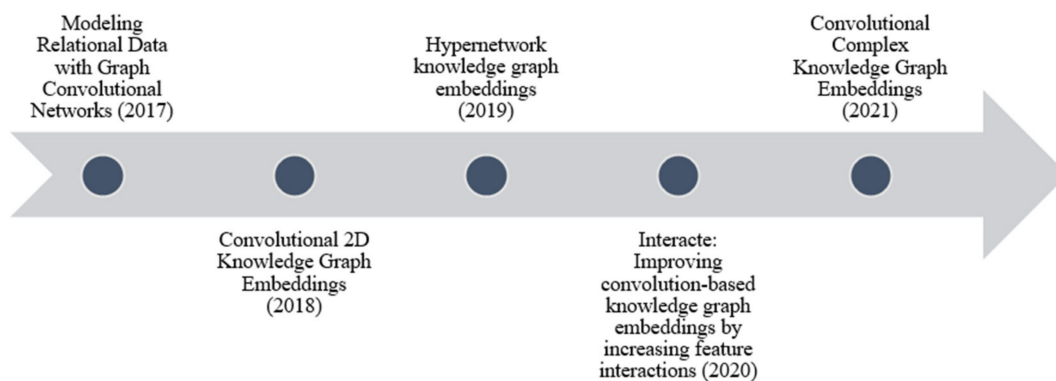 Modeling
Relational Data
with Graph
Convolutional
Networks (2017)
Convolutional 2D
Knowledge Graph
Embeddings
(2018)
Hypernetwork
knowledge graph
embeddings
(2019)
Interacte:
Improving
convolution-based
knowledge graph
embeddings by
increasing feature
interactions (2020)
Convolutional
Complex
Knowledge Graph
Embeddings
(2021)